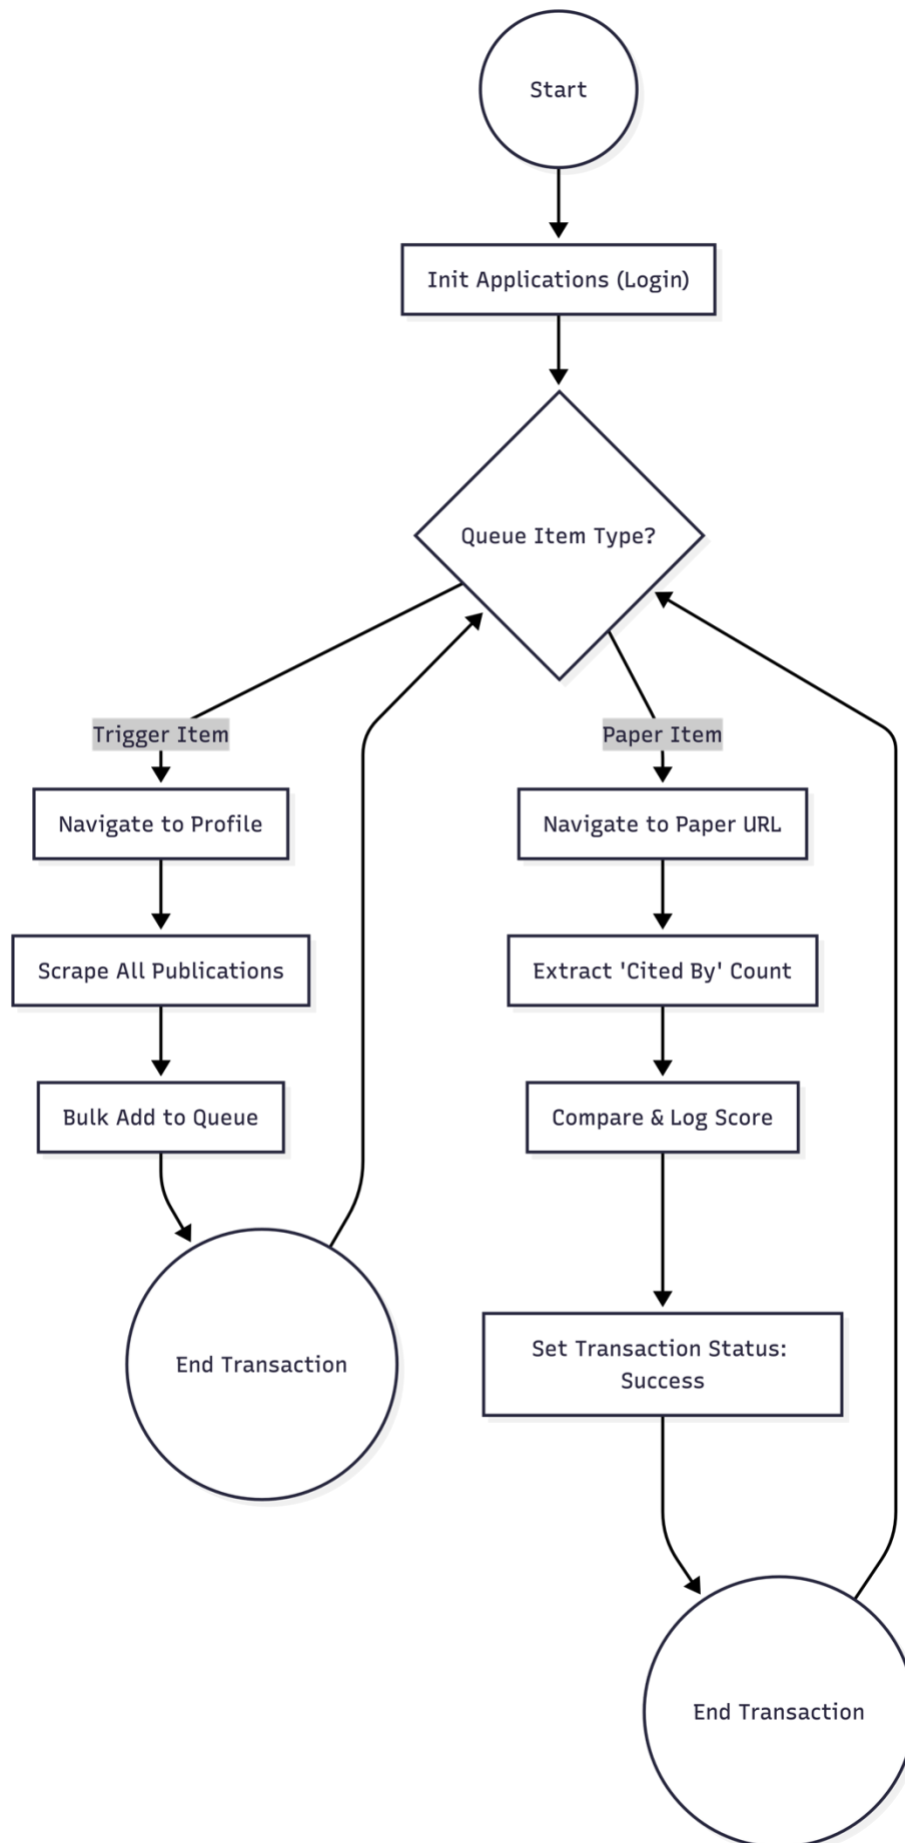 Start
Init Applications (Login)
Queue Item Type?
Trigger Item
Paper Item
Navigate to Profile
Navigate to Paper URL
Scrape All Publications
Extract 'Cited By' Count
Bulk Add to Queue
Compare & Log Score
Set Transaction Status:
Success
End Transaction
End Transaction